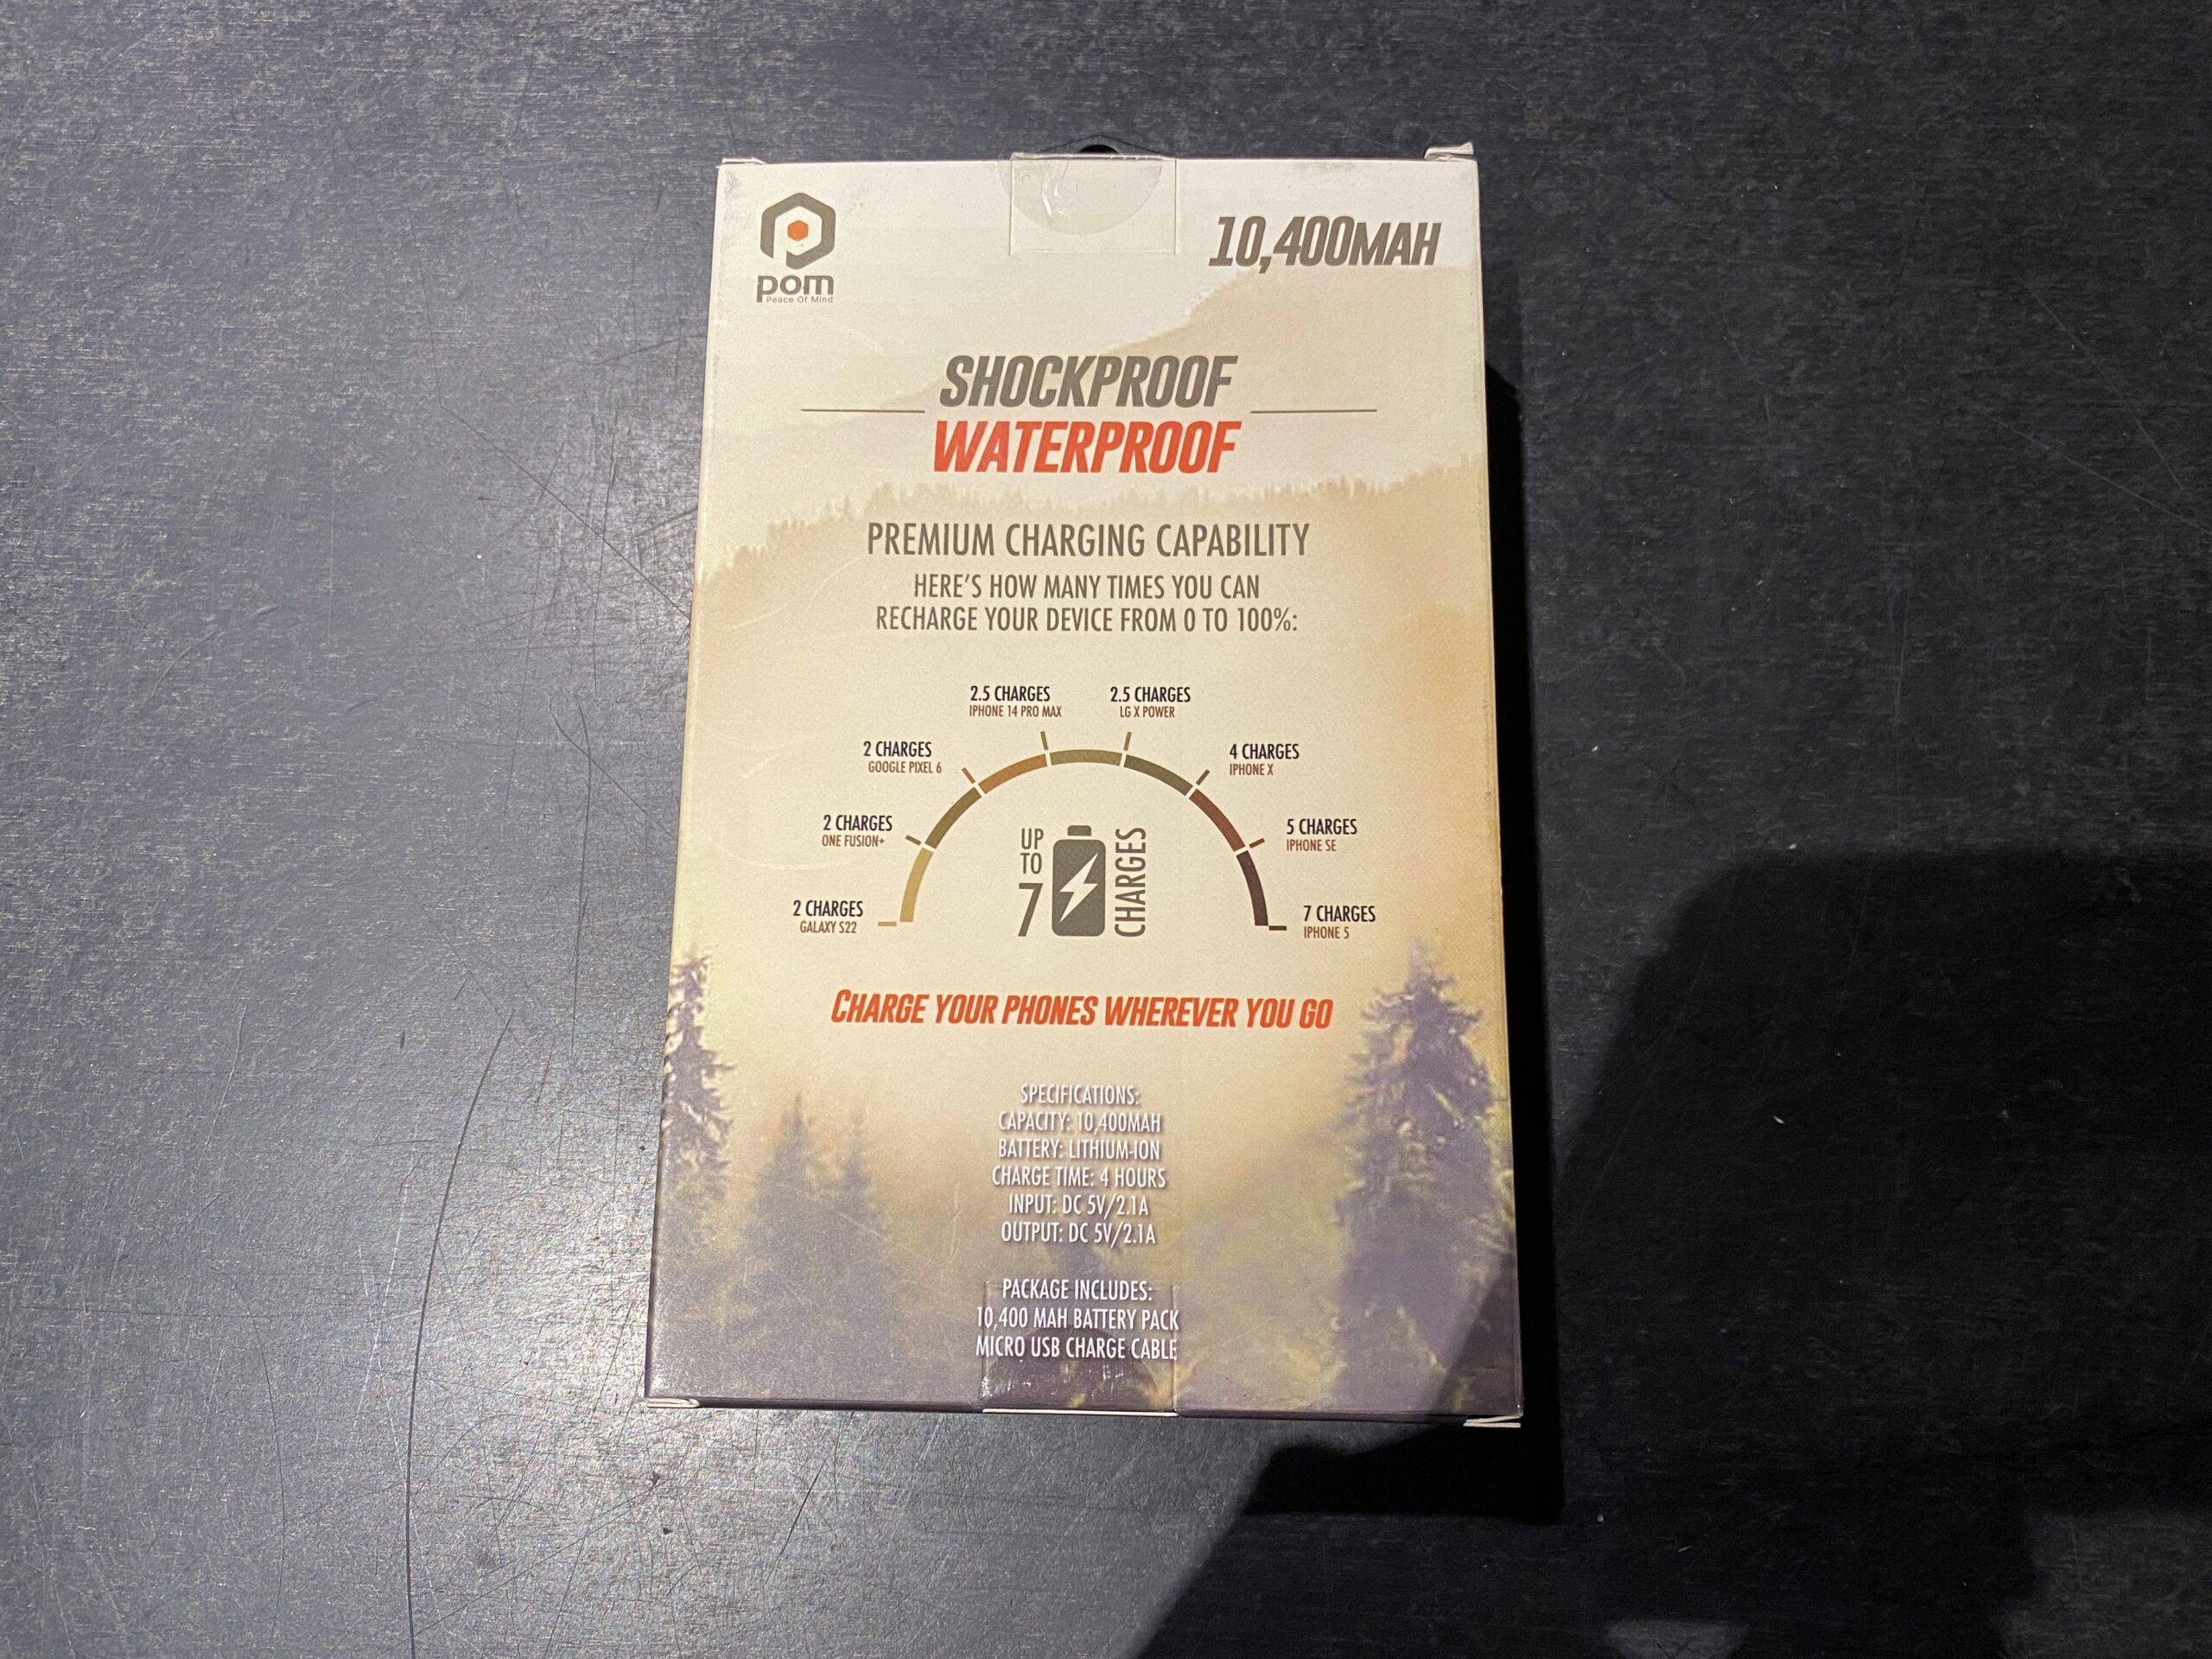 pom
Peace Of Mind
10,400MAH
SHOCKPROOF
WATERPROOF
PREMIUM CHARGING CAPABILITY
HERE'S HOW MANY TIMES YOU CAN
RECHARGE YOUR DEVICE FROM 0 TO 100%:
2.5 CHARGES
IPHONE 14 PRO MAX
2.5 CHARGES
LG X POWER
2 CHARGES
GOOGLE PIXEL 6
4 CHARGES
IPHONE X
2 CHARGES
ONE FUSION+
5 CHARGES
IPHONE SE
2 CHARGES
GALAXY S22
7 CHARGES
IPHONE 5
UP
TO
7
CHARGES
CHARGE YOUR PHONES WHEREVER YOU GO
SPECIFICATIONS:
CAPACITY: 10,400MAH
BATTERY: LITHIUM-ION
CHARGE TIME: 4 HOURS
INPUT: DC 5V/2.1A
OUTPUT: DC 5V/2.1A
PACKAGE INCLUDES:
10,400 MAH BATTERY PACK
MICRO USB CHARGE CABLE